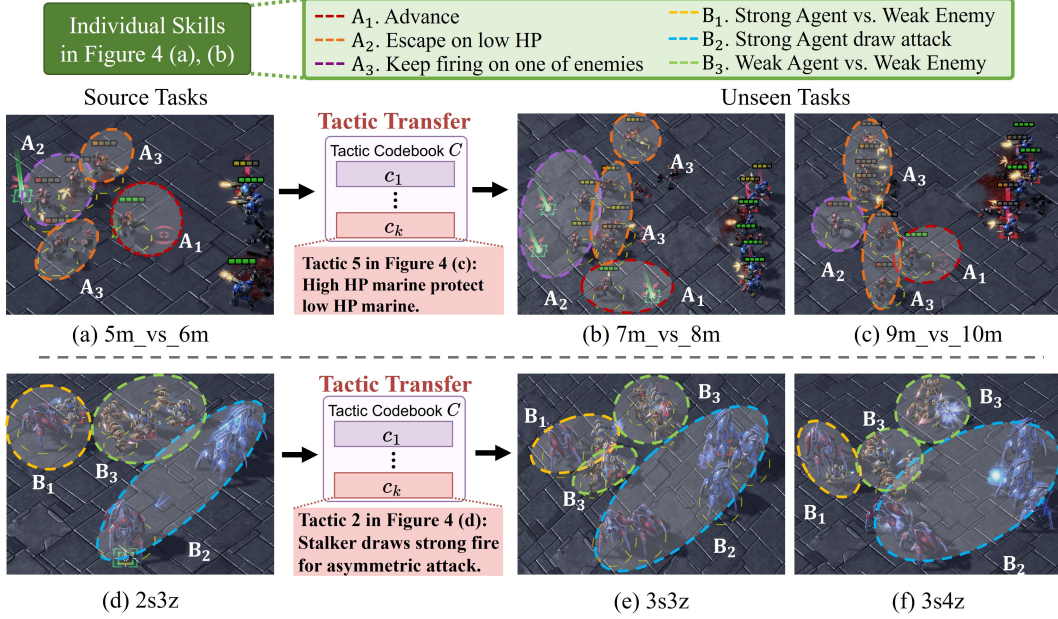 Individual Skills
in Figure 4 (a), (b)
A₁. Advance
A₂. Escape on low HP
A₃. Keep firing on one of enemies
B₁. Strong Agent vs. Weak Enemy
B₂. Strong Agent draw attack
B₃. Weak Agent vs. Weak Enemy
Source Tasks
Unseen Tasks
A₂
A₃
A₁
A₃
(a) 5m_vs_6m
Tactic Transfer
Tactic Codebook C
c₁
⋮
cₖ
Tactic 5 in Figure 4 (c):
High HP marine protect
low HP marine.
A₃
A₃
A₂
A₁
(b) 7m_vs_8m
A₃
A₂
A₁
A₃
(c) 9m_vs_10m
B₁
B₃
B₂
(d) 2s3z
Tactic Transfer
Tactic Codebook C
c₁
⋮
cₖ
Tactic 2 in Figure 4 (d):
Stalker draws strong fire
for asymmetric attack.
B₁
B₃
B₃
B₂
(e) 3s3z
B₃
B₃
B₁
B₂
(f) 3s4z